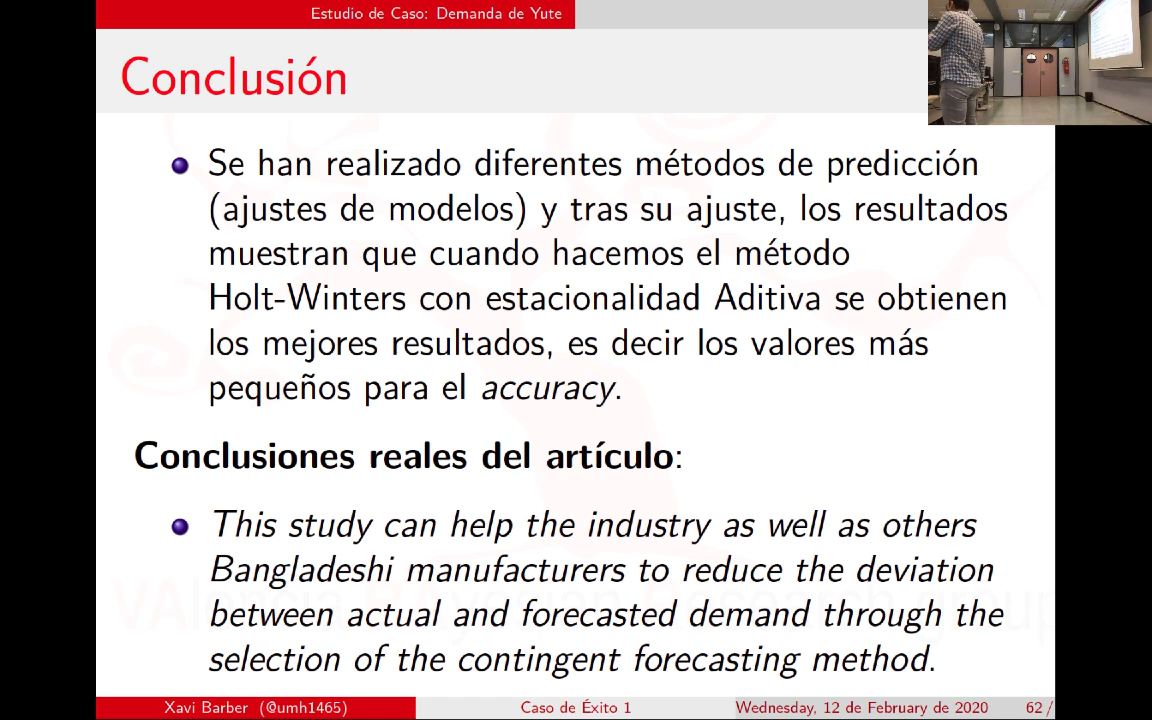 Estudio de Caso: Demanda de Yute
Conclusión
Se han realizado diferentes métodos de predicción
(ajustes de modelos) y tras su ajuste, los resultados
muestran que cuando hacemos el método
Holt-Winters con estacionalidad Aditiva se obtienen
los mejores resultados, es decir los valores más
pequeños para el accuracy.
Conclusiones reales del artículo:
This study can help the industry as well as others
Bangladeshi manufacturers to reduce the deviation
between actual and forecasted demand through the
selection of the contingent forecasting method.
Xavi Barber (@umh1465) Caso de Éxito 1 Wednesday, 12 de February de 2020 62 /